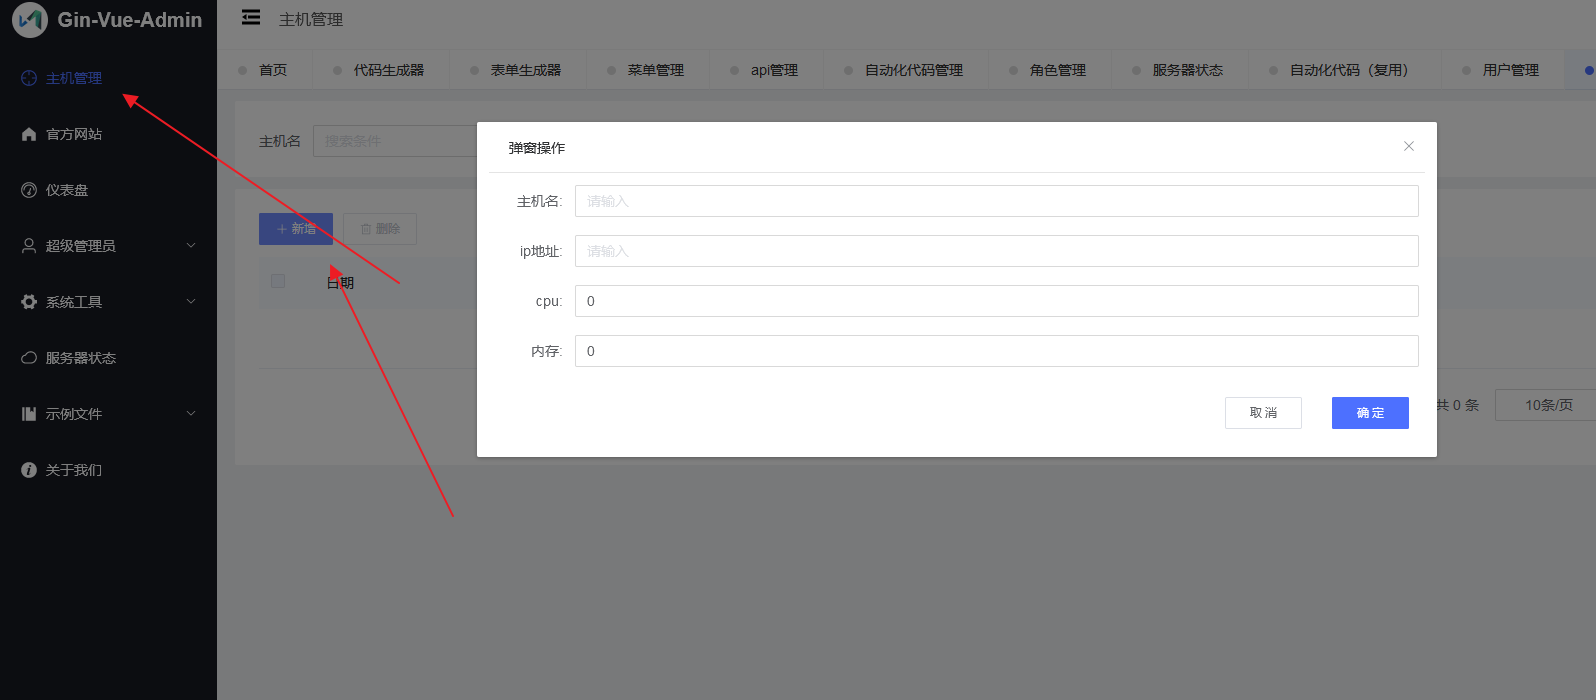 Gin-Vue-Admin
主机管理
官方网站
仪表盘
超级管理员
系统工具
服务器状态
示例文件
关于我们
主机管理
首页
代码生成器
表单生成器
菜单管理
api管理
自动化代码管理
角色管理
服务器状态
自动化代码（复用）
用户管理
主机名
搜索条件
新增
删除
日期
弹窗操作
主机名:
请输入
ip地址:
请输入
cpu:
0
内存:
0
取 消
确 定
共 0 条
10条/页